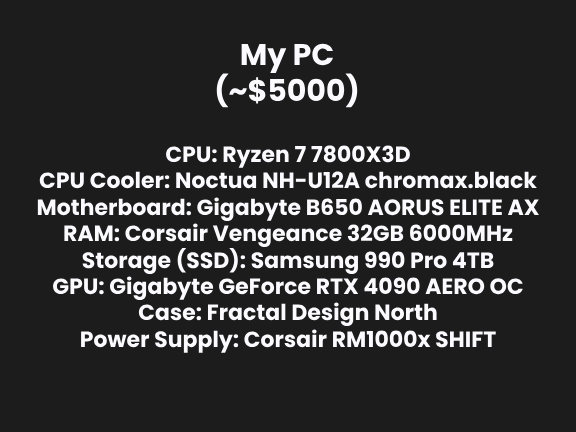 My PC
(~$5000)
CPU: Ryzen 7 7800X3D
CPU Cooler: Noctua NH-U12A chromax.black
Motherboard: Gigabyte B650 AORUS ELITE AX
RAM: Corsair Vengeance 32GB 6000MHz
Storage (SSD): Samsung 990 Pro 4TB
GPU: Gigabyte GeForce RTX 4090 AERO OC
Case: Fractal Design North
Power Supply: Corsair RM1000x SHIFT